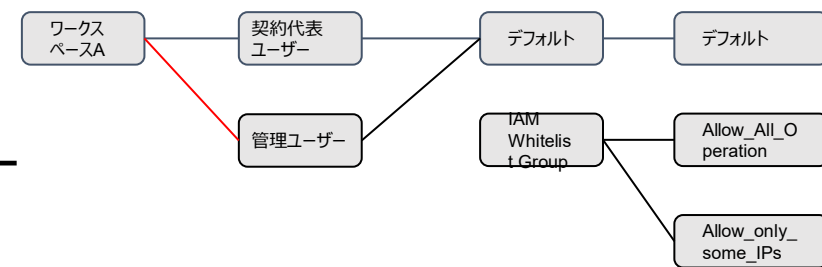 ワークス
ペースA
契約代表
ユーザー
デフォルト
デフォルト
管理ユーザー
IAM
Whitelis
t Group
Allow_All_O
peration
Allow_only_
some_IPs